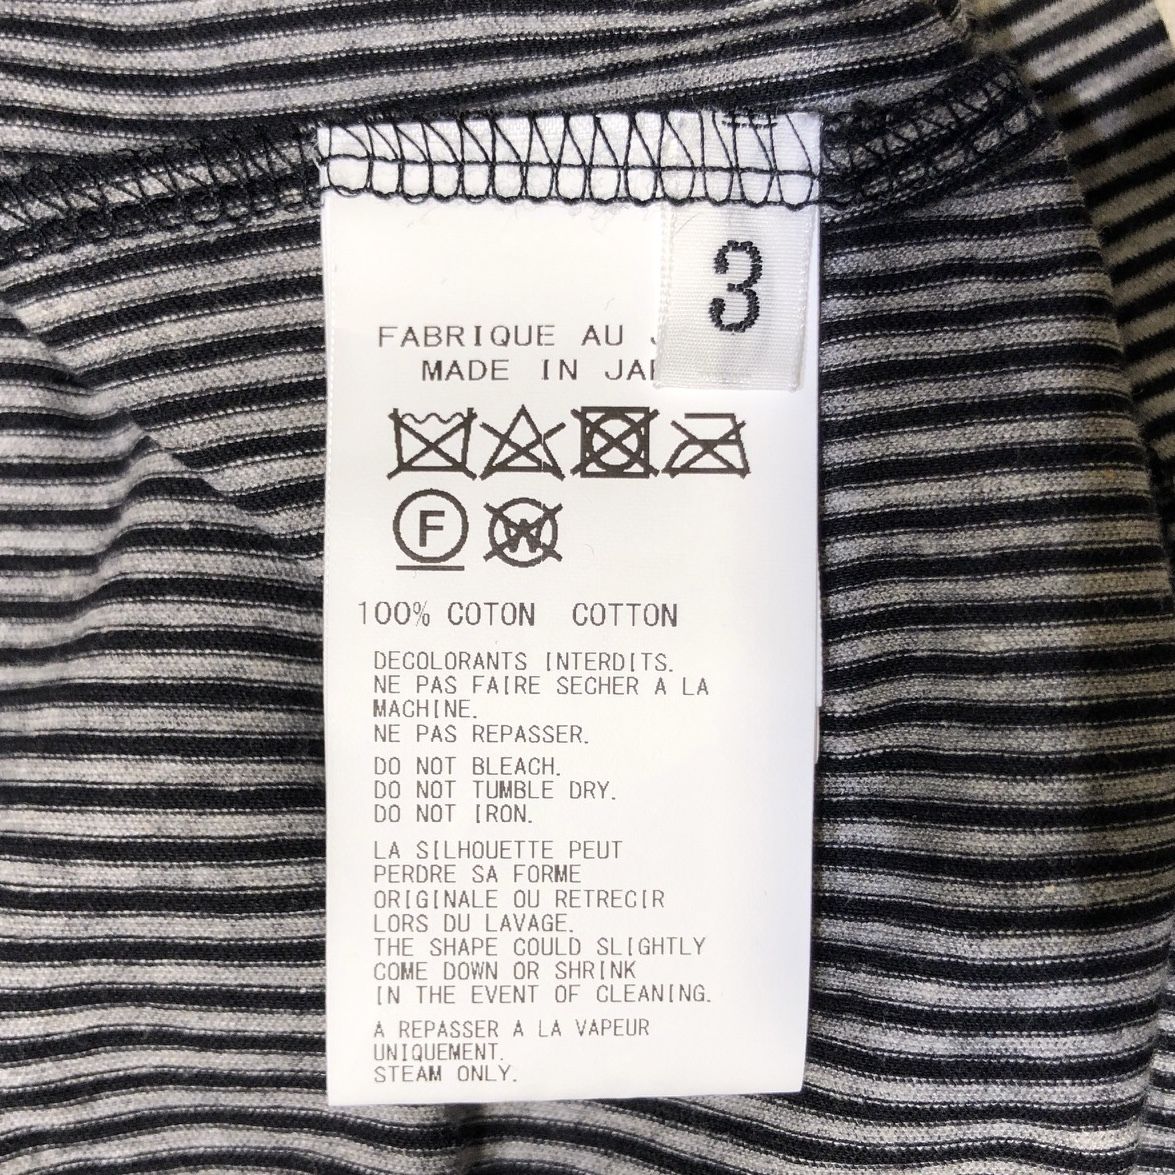 3
FABRIQUE AU
MADE IN
F
W
100% COTON COTTON
DECOLORANTS INTERDITS.
NE PAS FAIRE SECHER A LA
MACHINE.
NE PAS REPASSER.
DO NOT BLEACH.
DO NOT TUMBLE DRY.
DO NOT IRON.
LA SILHOUETTE PEUT
PERDRE SA FORME
ORIGINALE OU RETRECIR
LORS DU LAVAGE.
THE SHAPE COULD SLIGHTLY
COME DOWN OR SHRINK
IN THE EVENT OF CLEANING.
A REPASSER A LA VAPEUR
UNIQUEMENT.
STEAM ONLY.